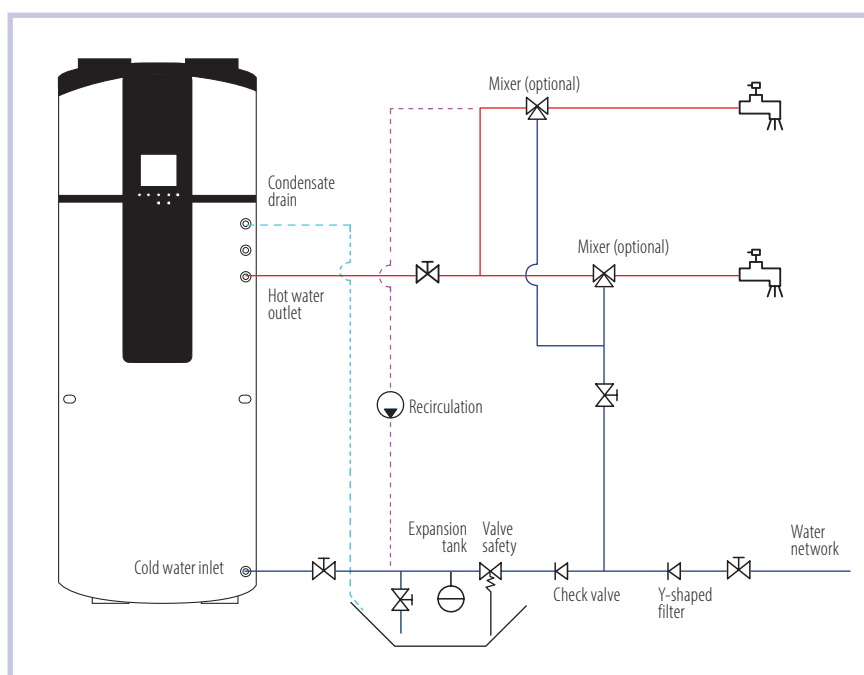 Mixer (optional)
Condensate
drain
Mixer (optional)
Hot water
outlet
Recirculation
Expansion
tank
Valve
safety
Water
network
Cold water inlet
Check valve
Y-shaped
filter